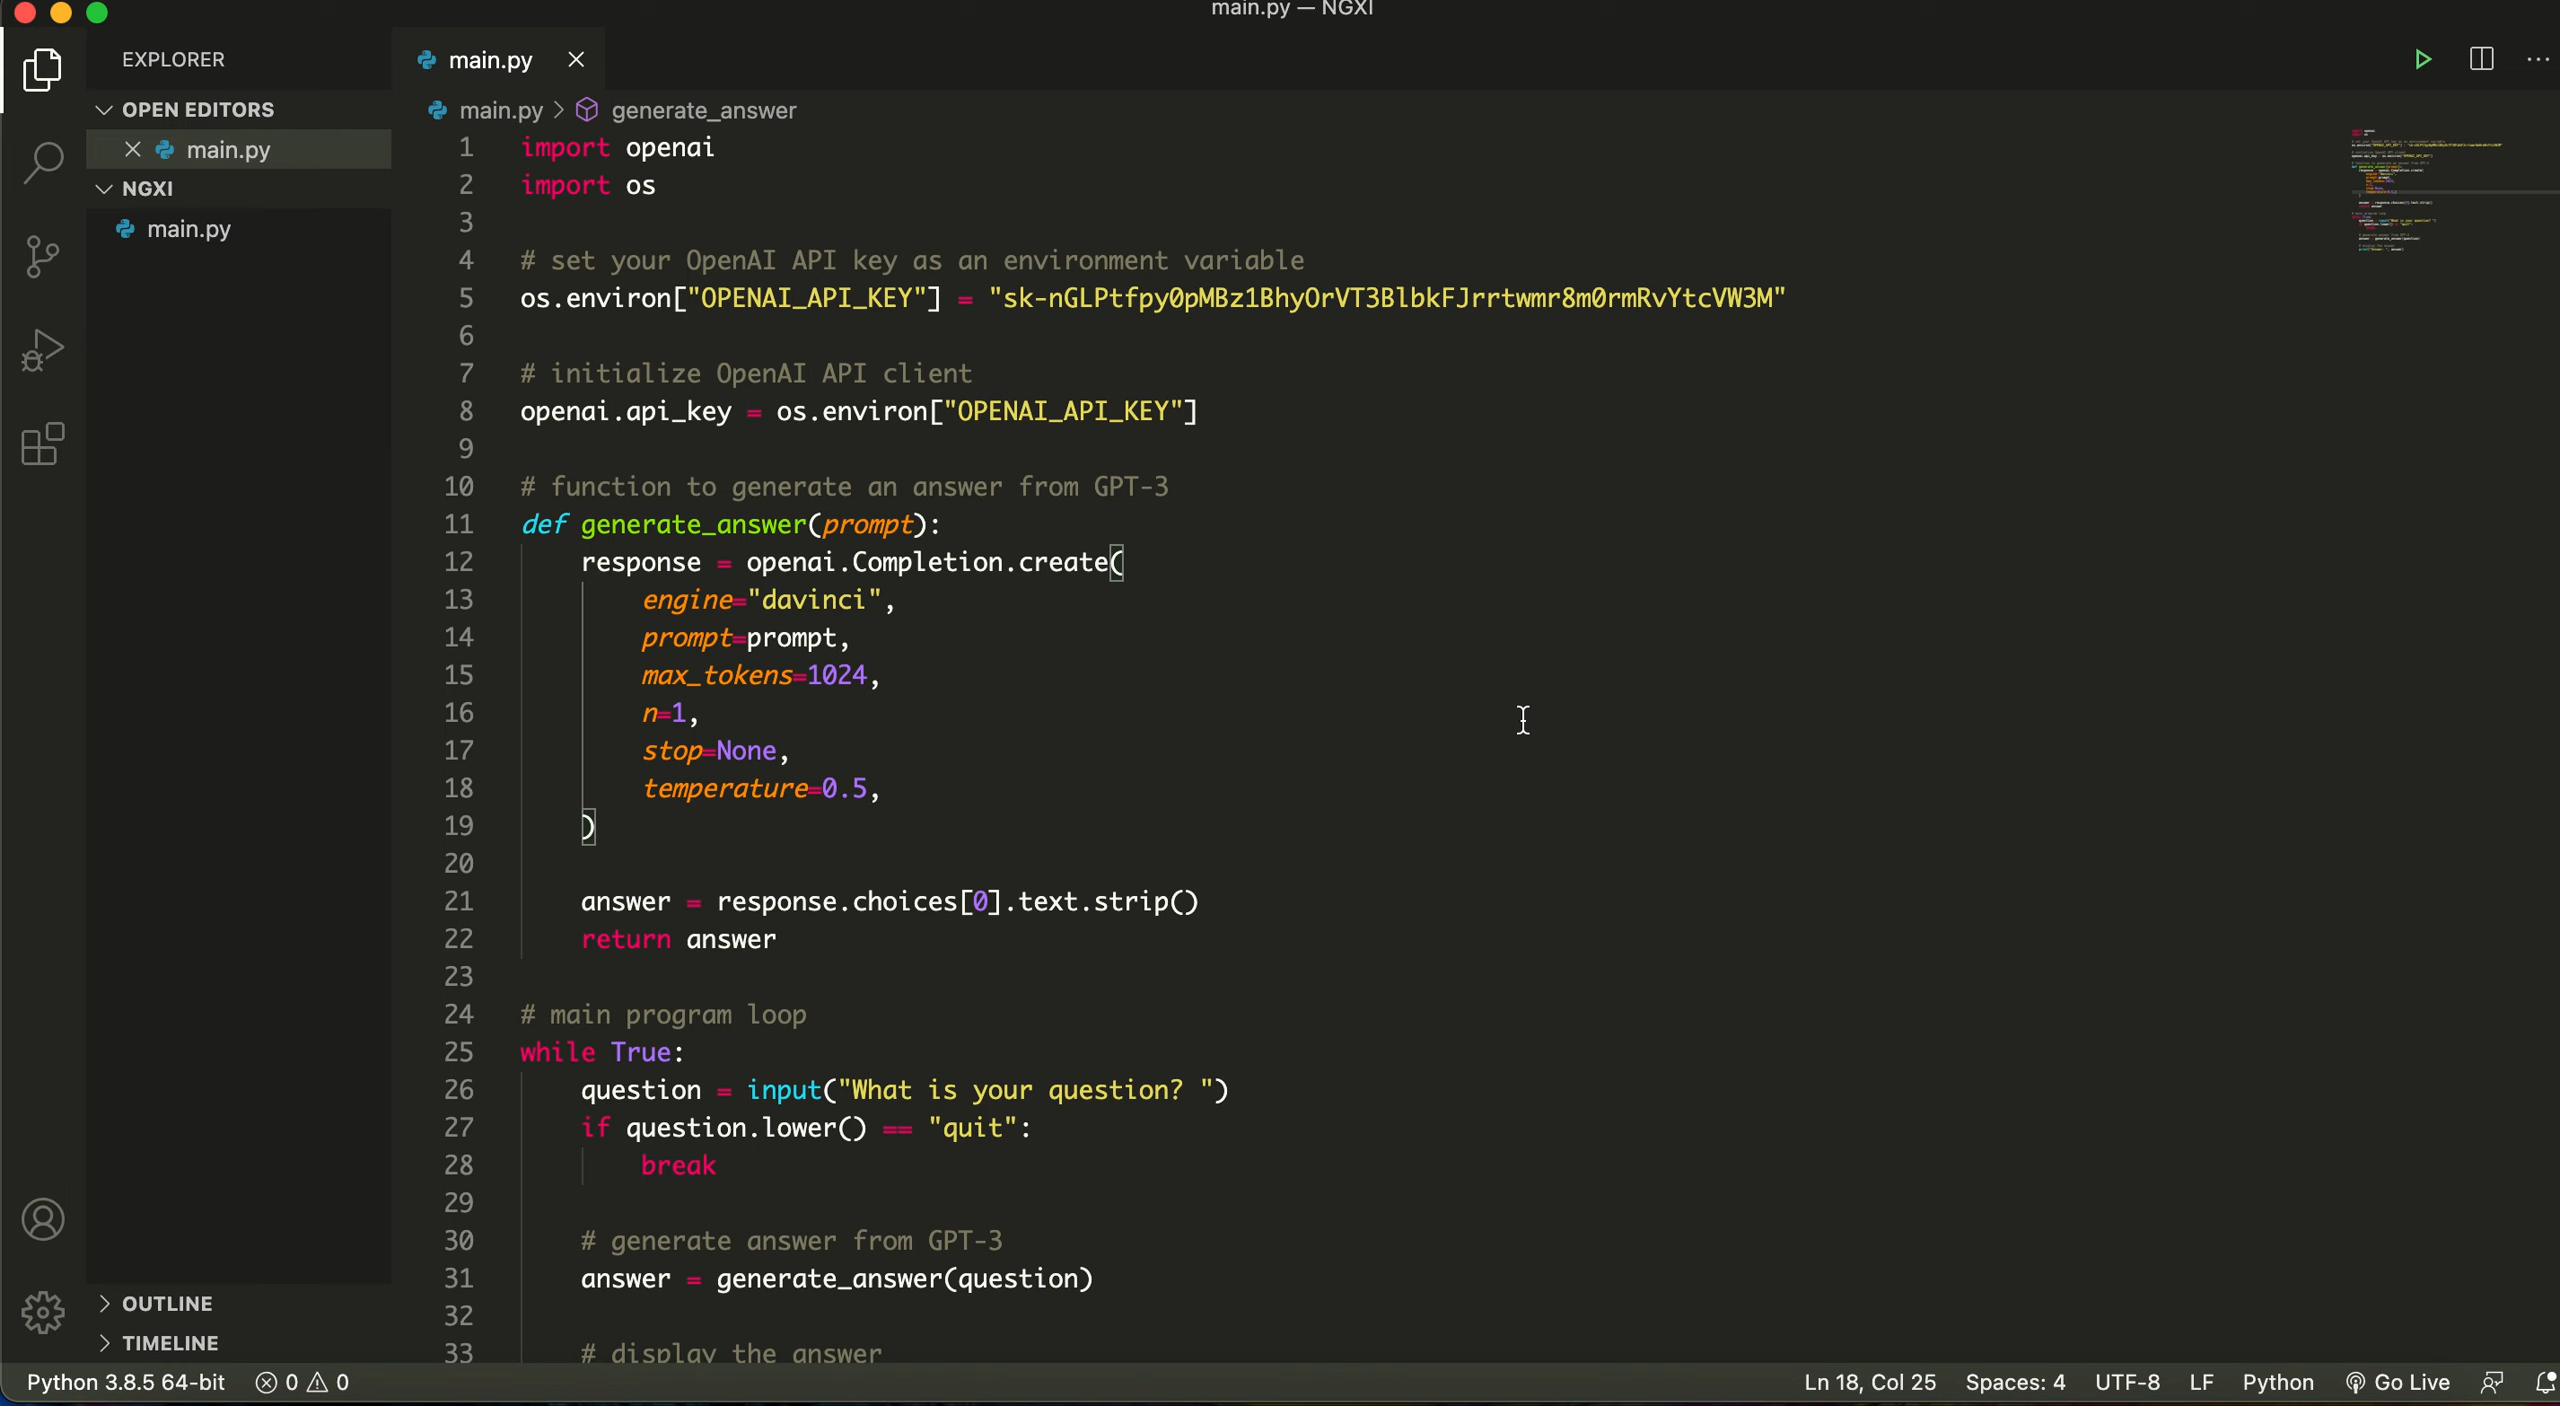 main.py — NGXI
EXPLORER
main.py
OPEN EDITORS
main.py > generate_answer
main.py
NGXI
main.py
1 import openai
2 import os
3
4 # set your OpenAI API key as an environment variable
5 os.environ["OPENAI_API_KEY"] = "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"
6
7 # initialize OpenAI API client
8 openai.api_key = os.environ["OPENAI_API_KEY"]
9
10 # function to generate an answer from GPT-3
11 def generate_answer(prompt):
12     response = openai.Completion.create(
13         engine="davinci",
14         prompt=prompt,
15         max_tokens=1024,
16         n=1,
17         stop=None,
18         temperature=0.5,
19     )
20
21     answer = response.choices[0].text.strip()
22     return answer
23
24 # main program loop
25 while True:
26     question = input("What is your question? ")
27     if question.lower() == "quit":
28         break
29
30     # generate answer from GPT-3
31     answer = generate_answer(question)
32
33     # display the answer
OUTLINE
TIMELINE
Python 3.8.5 64-bit 0 0 Ln 18, Col 25 Spaces: 4 UTF-8 LF Python Go Live